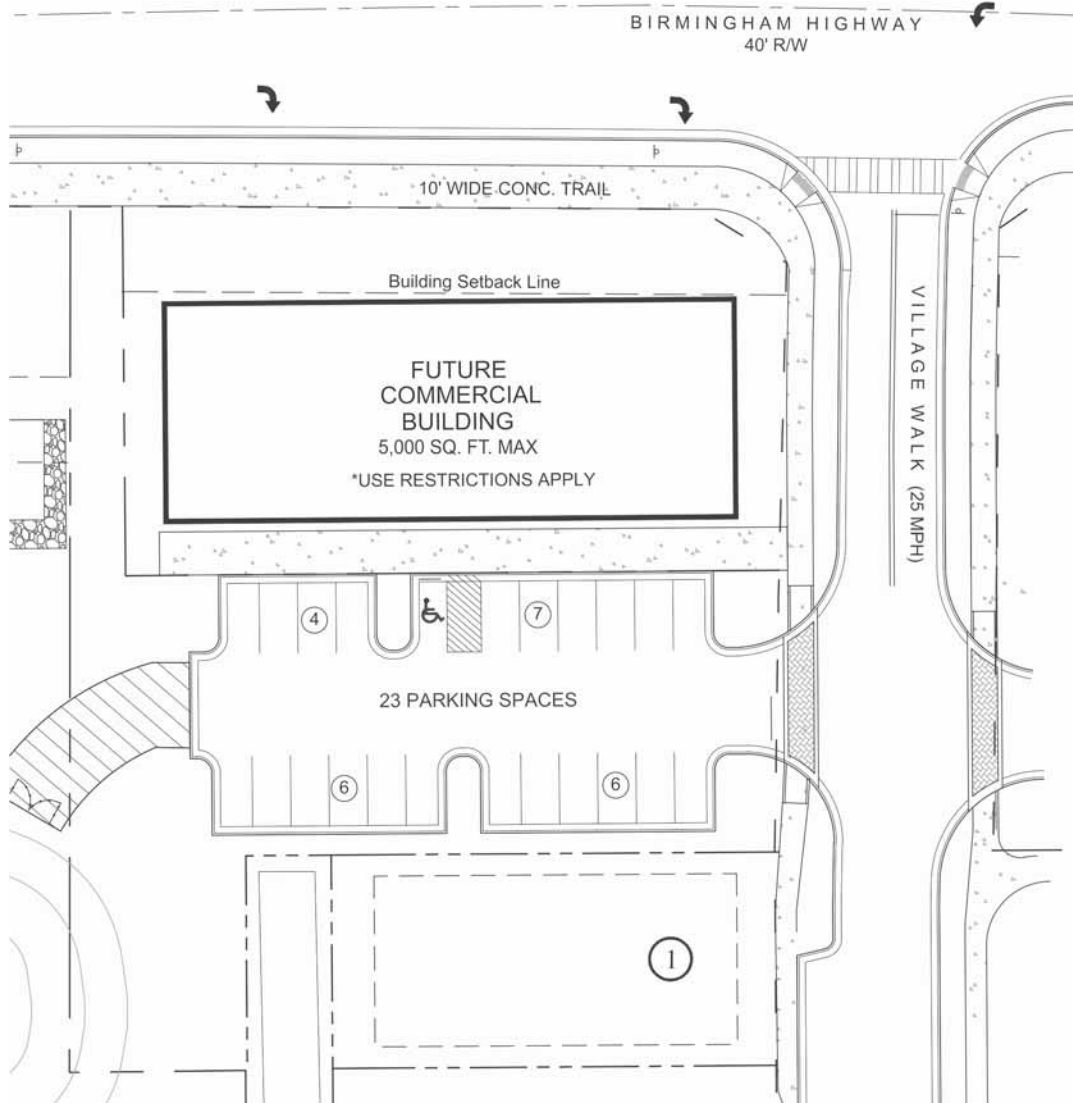 BIRMINGHAM HIGHWAY
40' R/W
10' WIDE CONC. TRAIL
Building Setback Line
FUTURE
COMMERCIAL
BUILDING
5,000 SQ. FT. MAX
*USE RESTRICTIONS APPLY
VILLAGE WALK (25 MPH)
4
7
23 PARKING SPACES
6
6
1